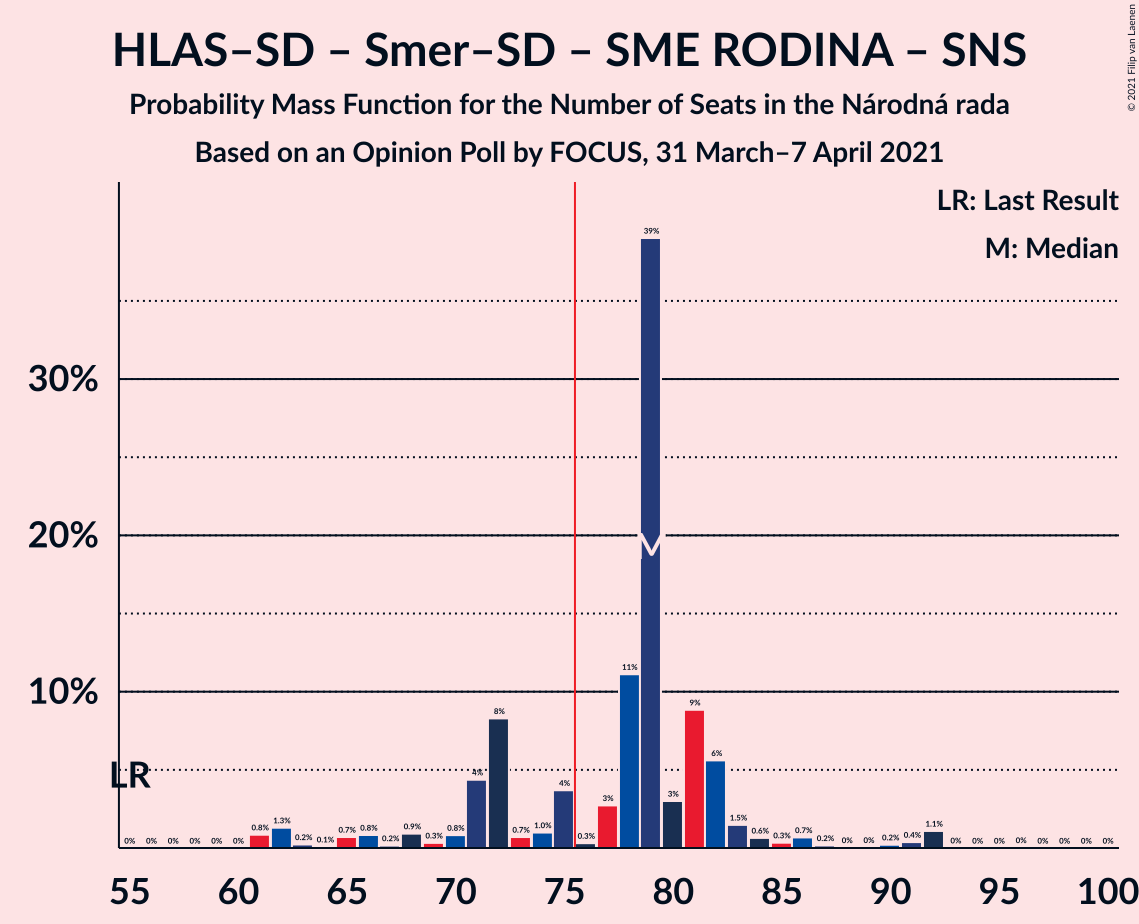 HLAS–SD – Smer–SD – SME RODINA – SNS
Probability Mass Function for the Number of Seats in the Národná rada
Based on an Opinion Poll by FOCUS, 31 March–7 April 2021
© 2021 Filip van Laenen
LR: Last Result
M: Median
39%
30%
20%
11%
10%
9%
8%
6%
LR
4% 4% 3% 3%
0% 0% 0% 0% 0% 0% 0.8% 1.3% 0.2% 0.1% 0.7% 0.8% 0.2% 0.9% 0.3% 0.8% 0.7% 1.0% 0.3% 1.5% 0.6% 0.3% 0.7% 0.2% 0% 0% 0.2% 0.4% 1.1% 0% 0% 0% 0% 0% 0% 0% 0%
55 60 65 70 75 80 85 90 95 100